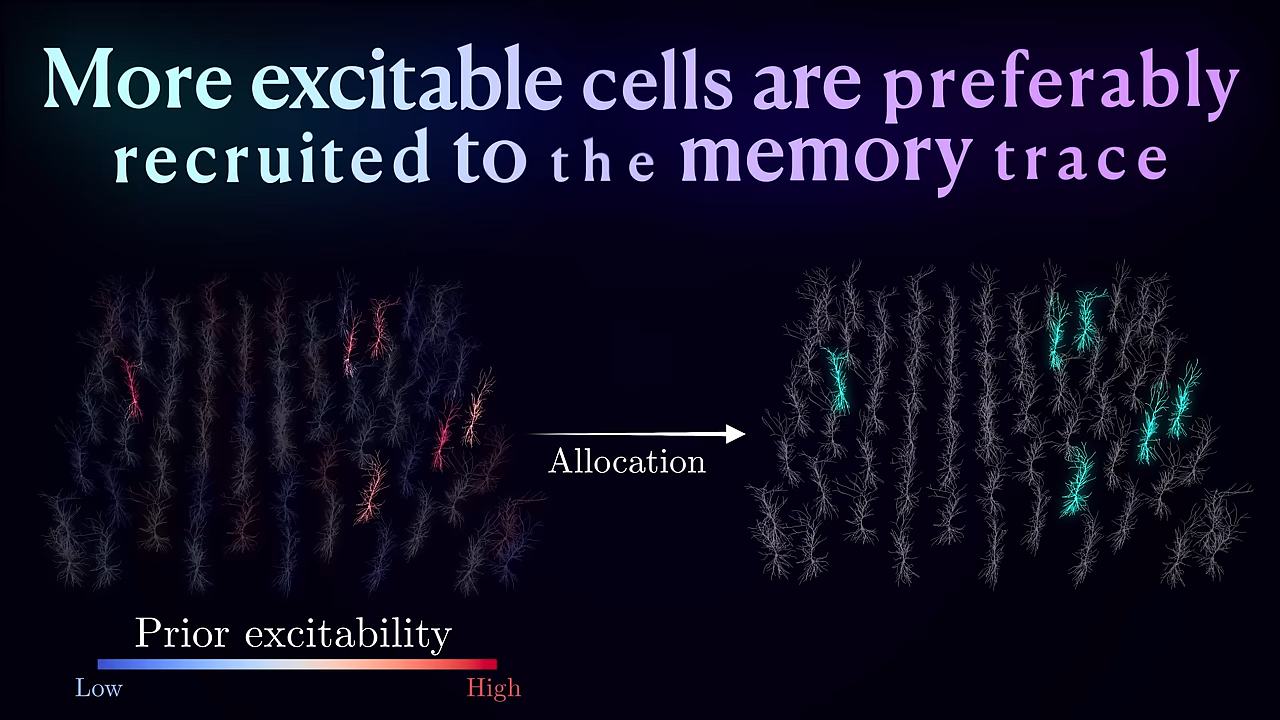 More excitable cells are preferably
recruited to the memory trace
Allocation
Prior excitability
Low
High